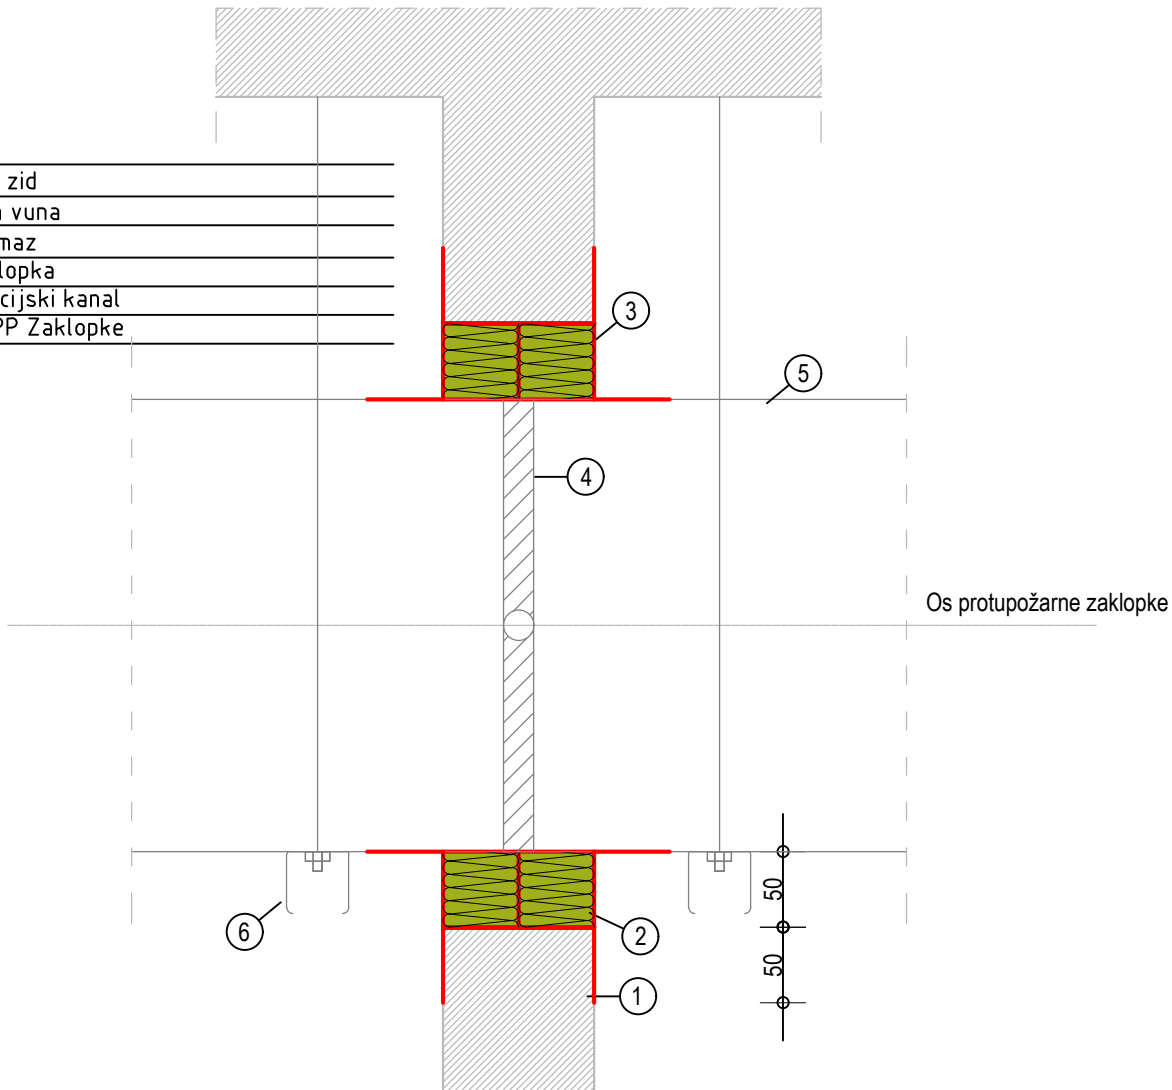 zid
vuna
maz
lopka
cijski kanal
PP Zaklopke
3
5
4
Os protupožarne zaklopke
50
6
2
50
1